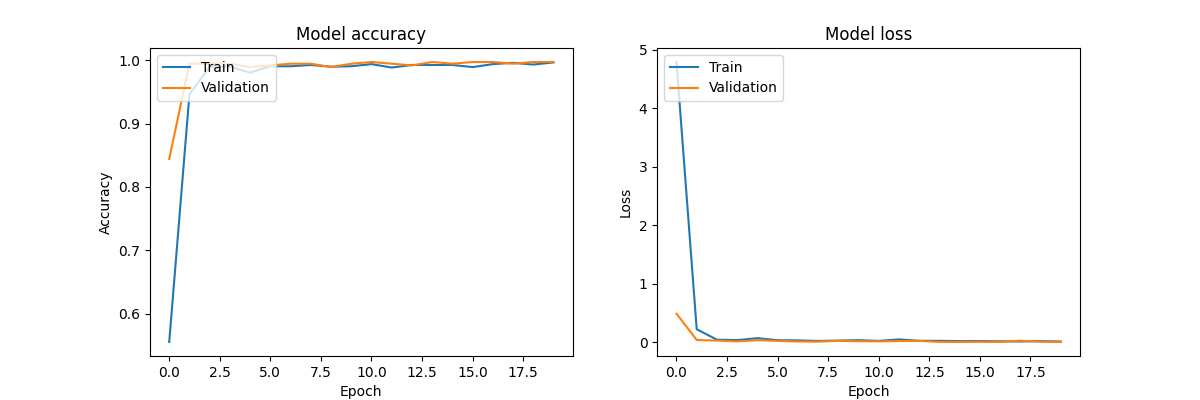 Model accuracy
Train
Validation
1.0
0.9
0.8
0.7
0.6
Accuracy
0.0 2.5 5.0 7.5 10.0 12.5 15.0 17.5
Epoch
Model loss
Train
Validation
5
4
3
2
1
0
Loss
0.0 2.5 5.0 7.5 10.0 12.5 15.0 17.5
Epoch